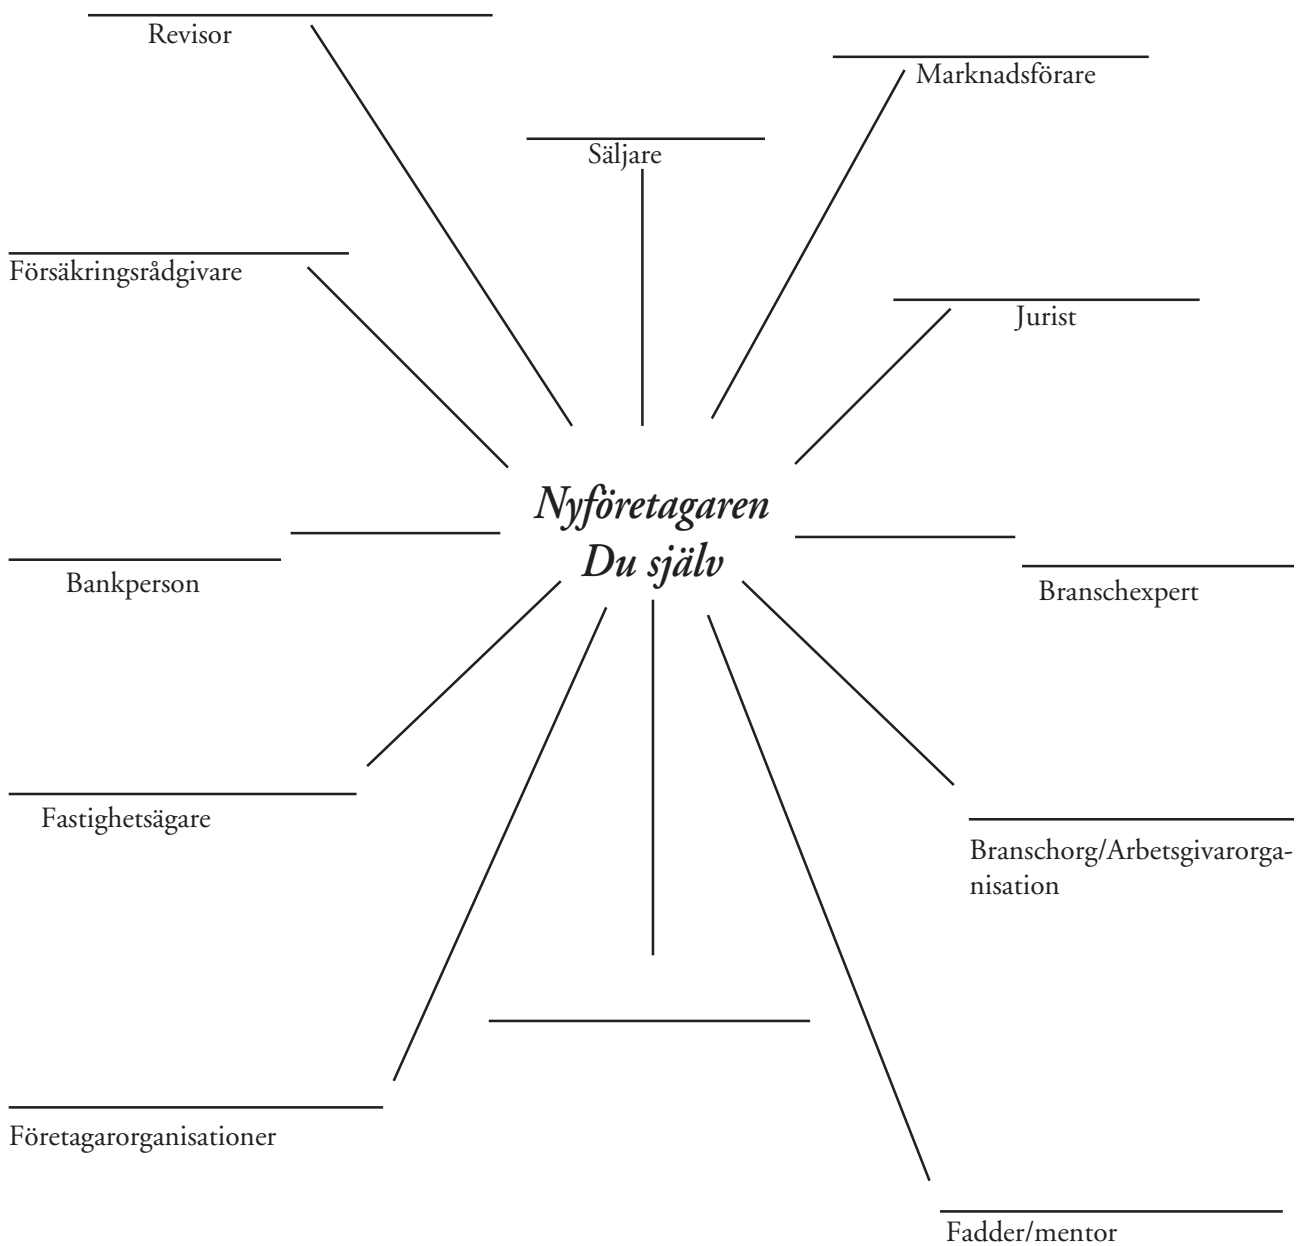 Revisor
Marknadsförare
Säljare
Försäkringsrådgivare
Jurist
Nyföretagaren
Du själv
Bankperson
Branschexpert
Fastighetsägare
Branschorg/Arbetsgivarorga-
nisation
Företagarorganisationer
Fadder/mentor